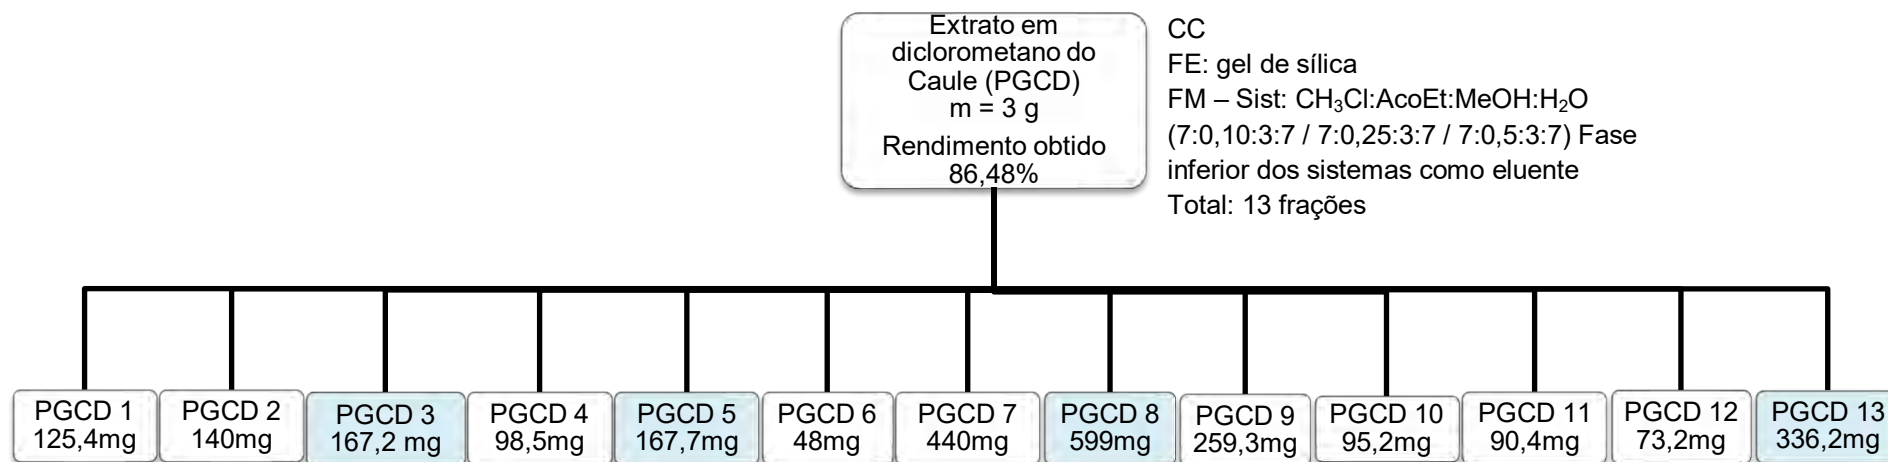 Extrato em
diclorometano do
Caule (PGCD)
m = 3 g
Rendimento obtido
86,48%
CC
FE: gel de sílica
FM – Sist: CH₃Cl:AcoEt:MeOH:H₂O
(7:0,10:3:7 / 7:0,25:3:7 / 7:0,5:3:7) Fase
inferior dos sistemas como eluente
Total: 13 frações
PGCD 1
125,4mg
PGCD 2
140mg
PGCD 3
167,2 mg
PGCD 4
98,5mg
PGCD 5
167,7mg
PGCD 6
48mg
PGCD 7
440mg
PGCD 8
599mg
PGCD 9
259,3mg
PGCD 10
95,2mg
PGCD 11
90,4mg
PGCD 12
73,2mg
PGCD 13
336,2mg